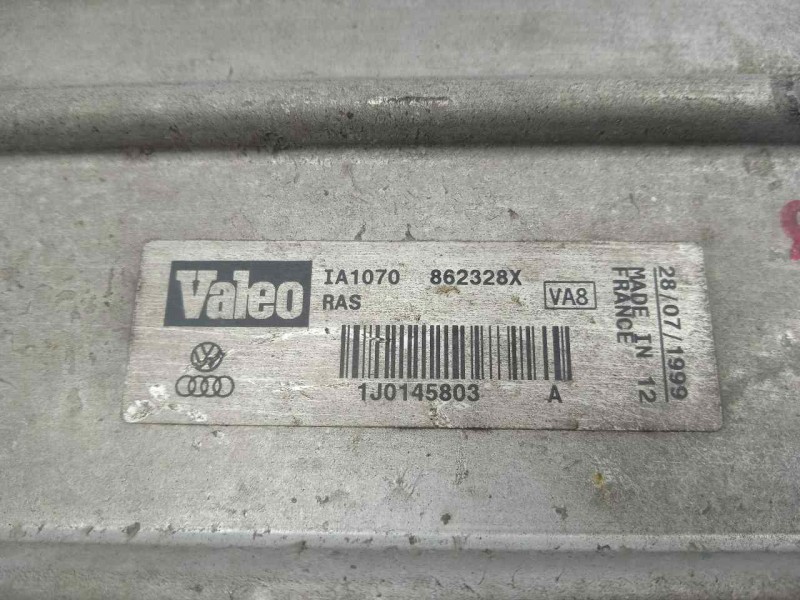 Valeo
IA1070 862328X
RAS
VA8
1J0145803 A
28/07/1999
MADE IN 12
FRANCE